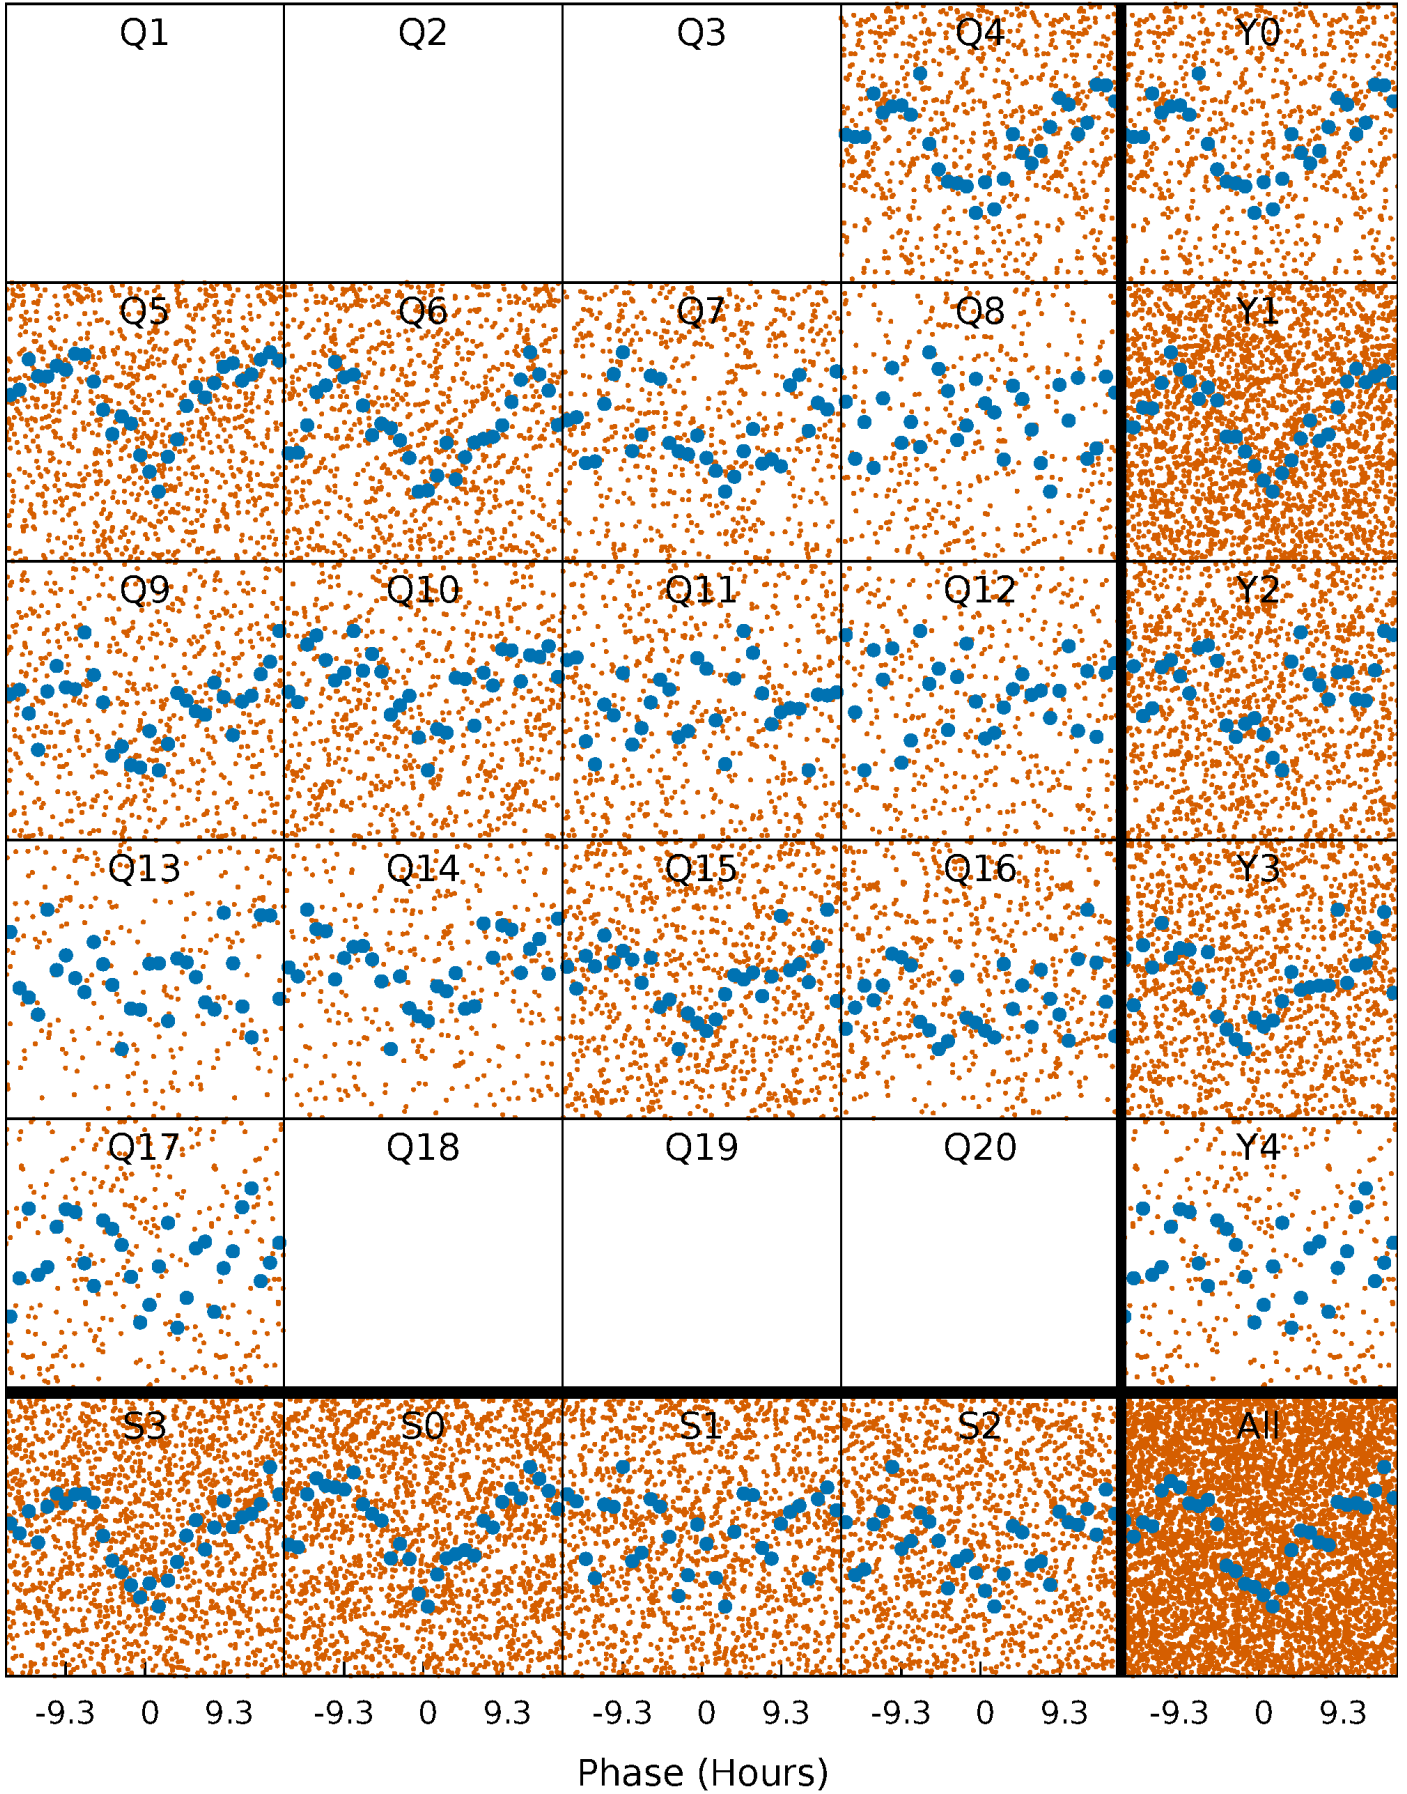 Q1 Q2 Q3 Q4 Y0
Q5 Q6 Q7 Q8 Y1
Q9 Q10 Q11 Q12 Y2
Q13 Q14 Q15 Q16 Y3
Q17 Q18 Q19 Q20 Y4
S3 S0 S1 S2 All
-9.3 0 9.3 -9.3 0 9.3 -9.3 0 9.3 -9.3 0 9.3 -9.3 0 9.3
Phase (Hours)